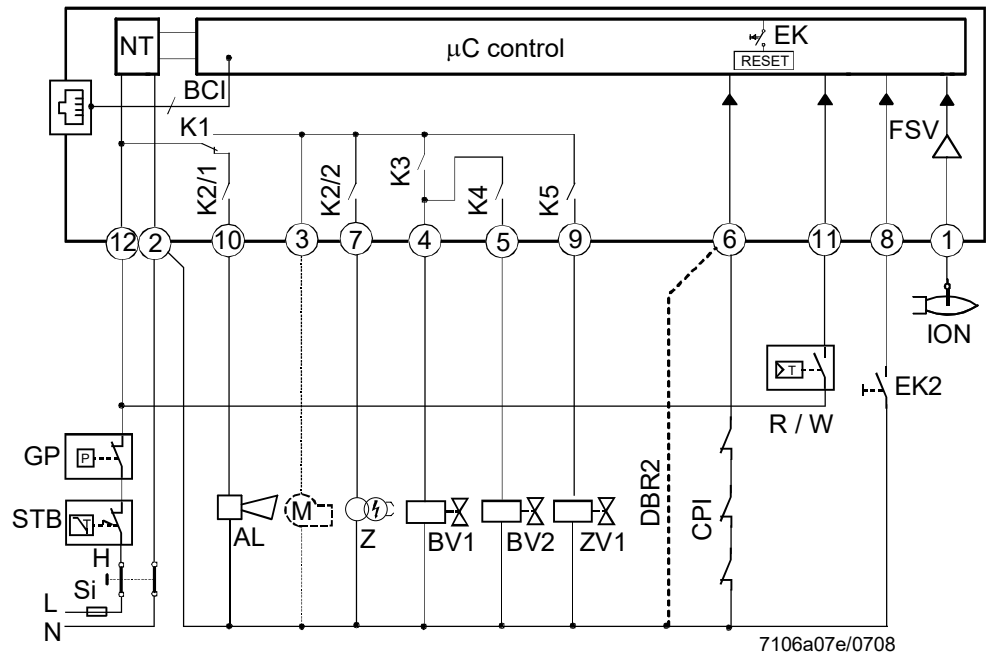 NT
μC control
EK
RESET
BCI
FSV
K1
K2/1
K2/2
K3
K4
K5
12
2
10
3
7
4
5
9
6
11
8
1
ION
T
EK2
R / W
GP
P
DBR2
CPI
STB
T
M
AL
Z
BV1
BV2
ZV1
H
Si
L
N
7106a07e/0708